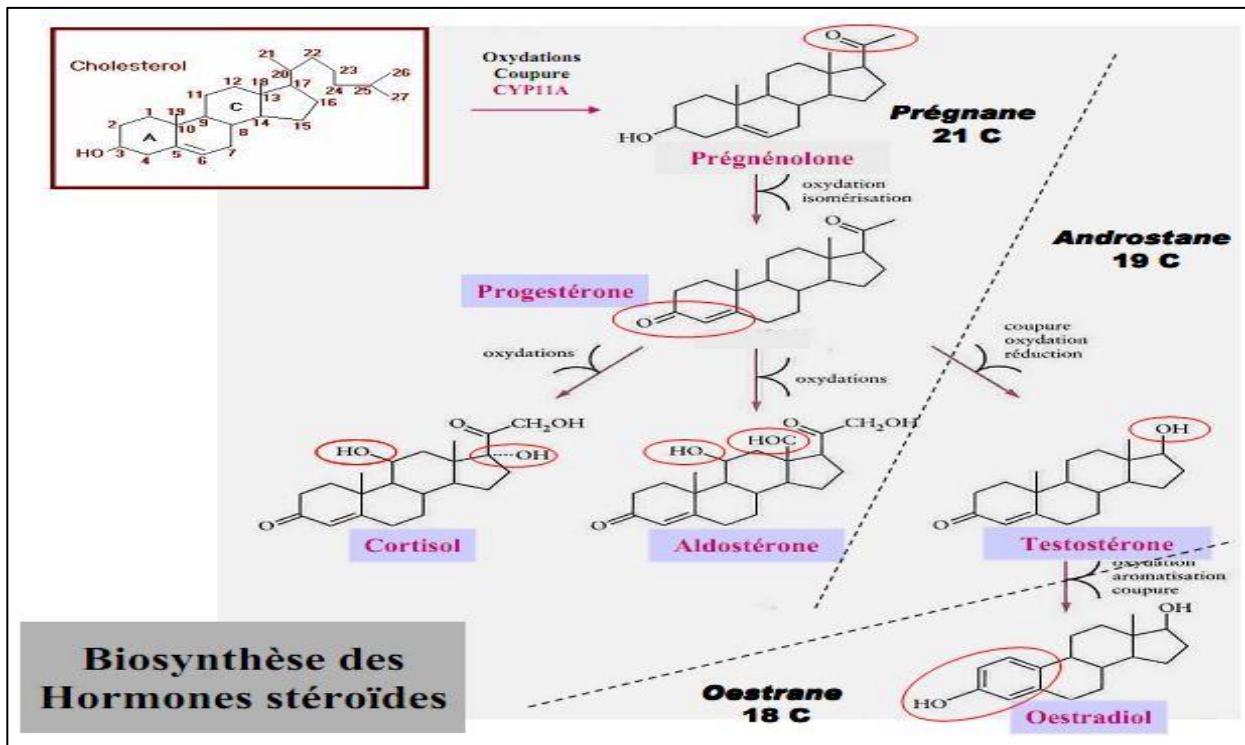 Cholesterol
21
22
20
23
24
25
26
27
12
18
17
11
C
13
16
1
19
9
14
15
2
10
8
A
HO
3
4
5
6
7
Oxydations
Coupure
CYP11A
O
HO
Prégnane
21 C
Prégnénolone
oxydation
isomérisation
O
Androstane
19 C
Progestérone
O
coupure
oxydation
réduction
oxydations
oxydations
O
CH2OH
HO
OH
O
Cortisol
O
CH2OH
HO
HOC
O
Aldostérone
OH
O
Testostérone
oxydation
aromatisation
coupure
OH
HO
Oestradiol
Oestrane
18 C
Biosynthèse des
Hormones stéroïdes